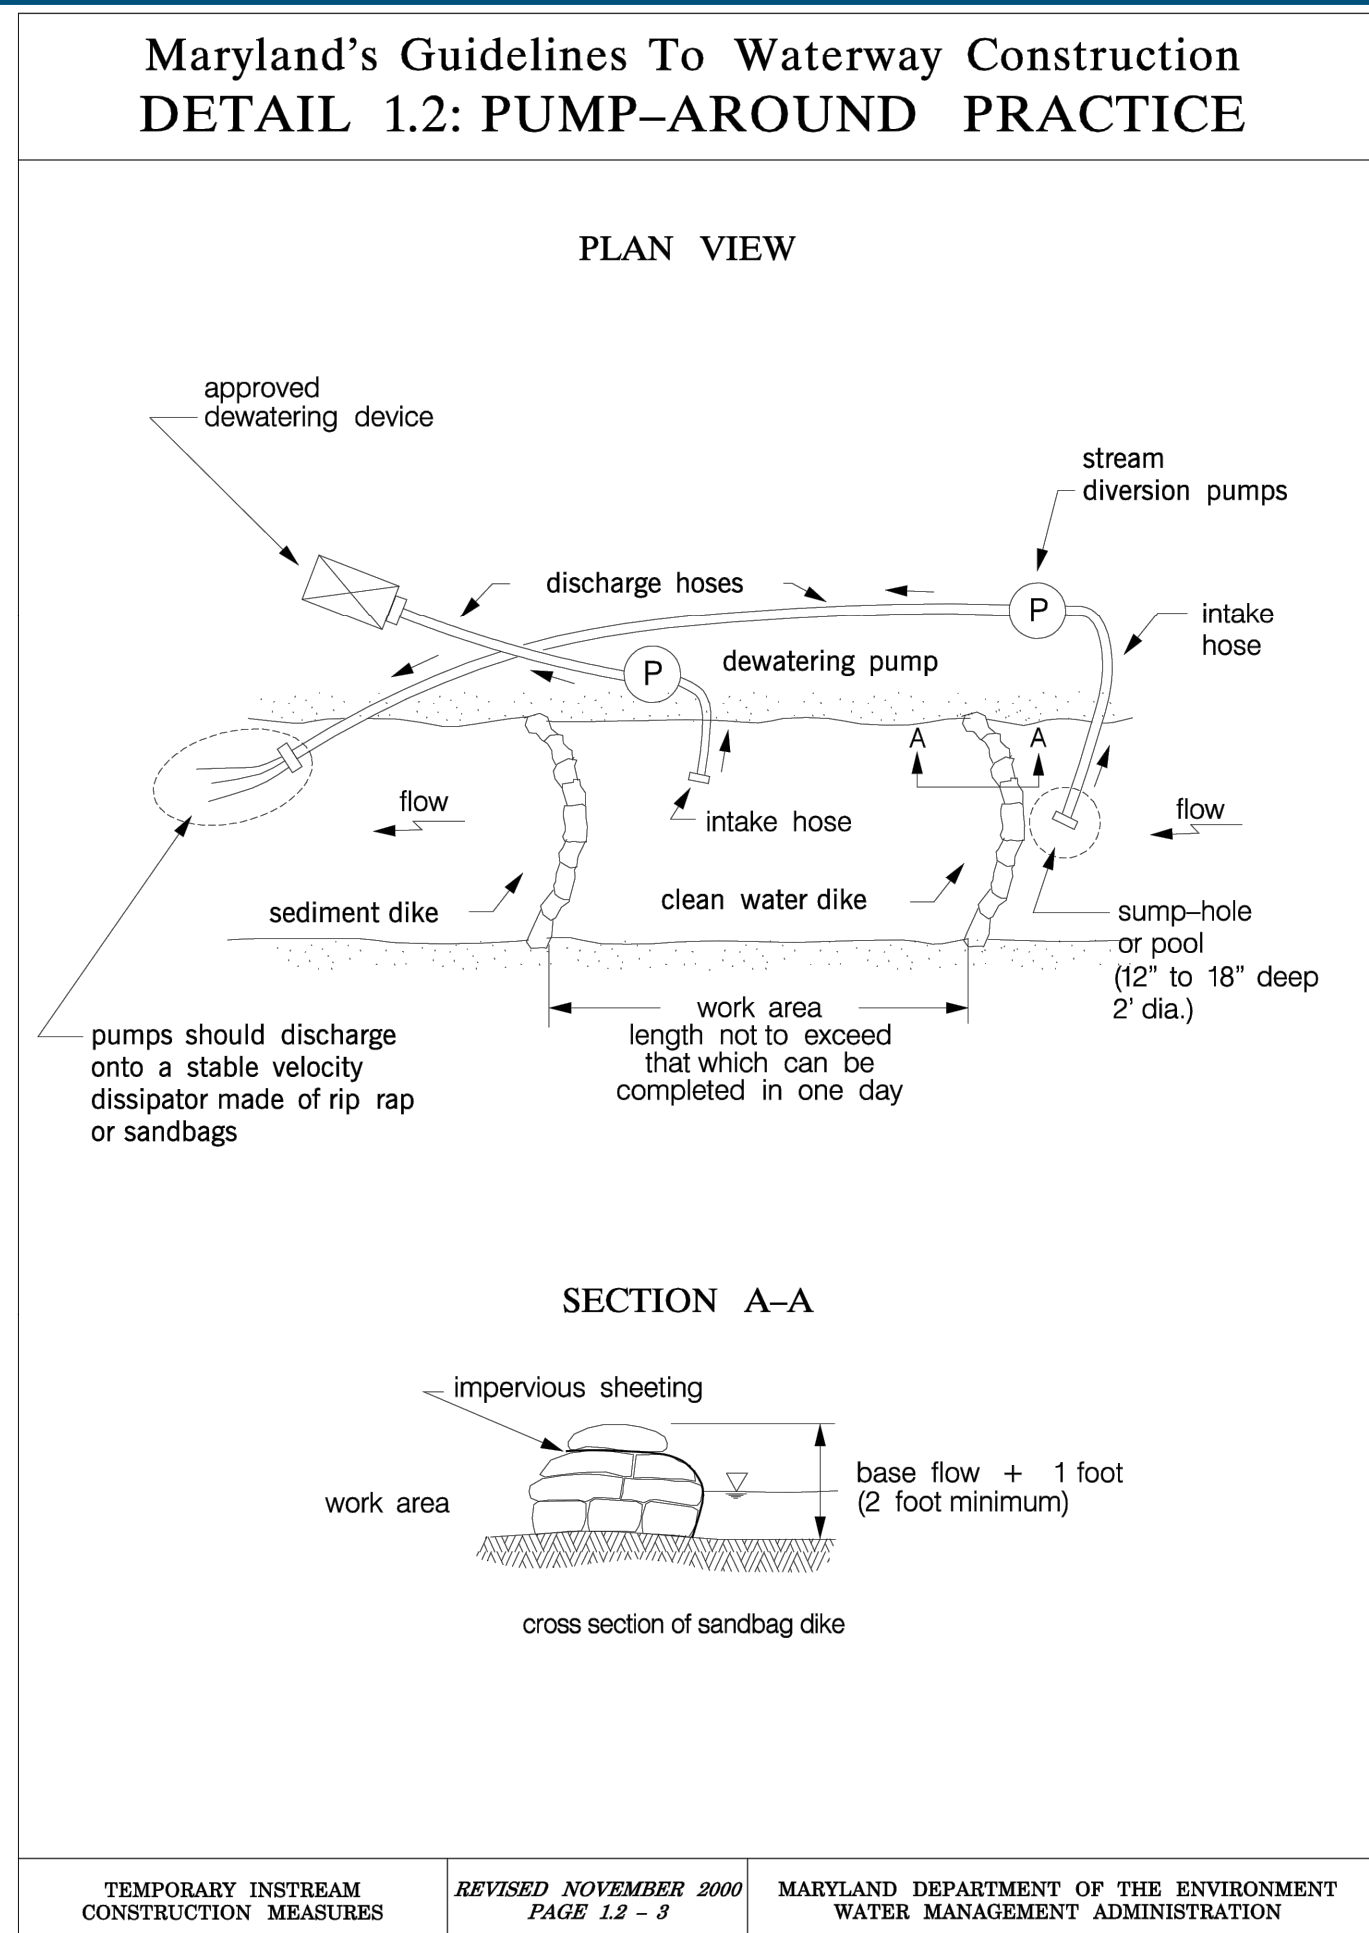 Maryland's Guidelines To Waterway Construction
DETAIL 1.2: PUMP–AROUND PRACTICE
PLAN VIEW
approved
dewatering device
stream
diversion pumps
discharge hoses
P
intake
hose
P
dewatering pump
A
A
flow
intake hose
flow
sediment dike
clean water dike
sump–hole
or pool
(12" to 18" deep
2' dia.)
work area
length not to exceed
that which can be
completed in one day
pumps should discharge
onto a stable velocity
dissipator made of rip rap
or sandbags
SECTION A–A
impervious sheeting
work area
base flow + 1 foot
(2 foot minimum)
cross section of sandbag dike
TEMPORARY INSTREAM
CONSTRUCTION MEASURES
REVISED NOVEMBER 2000
PAGE 1.2 – 3
MARYLAND DEPARTMENT OF THE ENVIRONMENT
WATER MANAGEMENT ADMINISTRATION